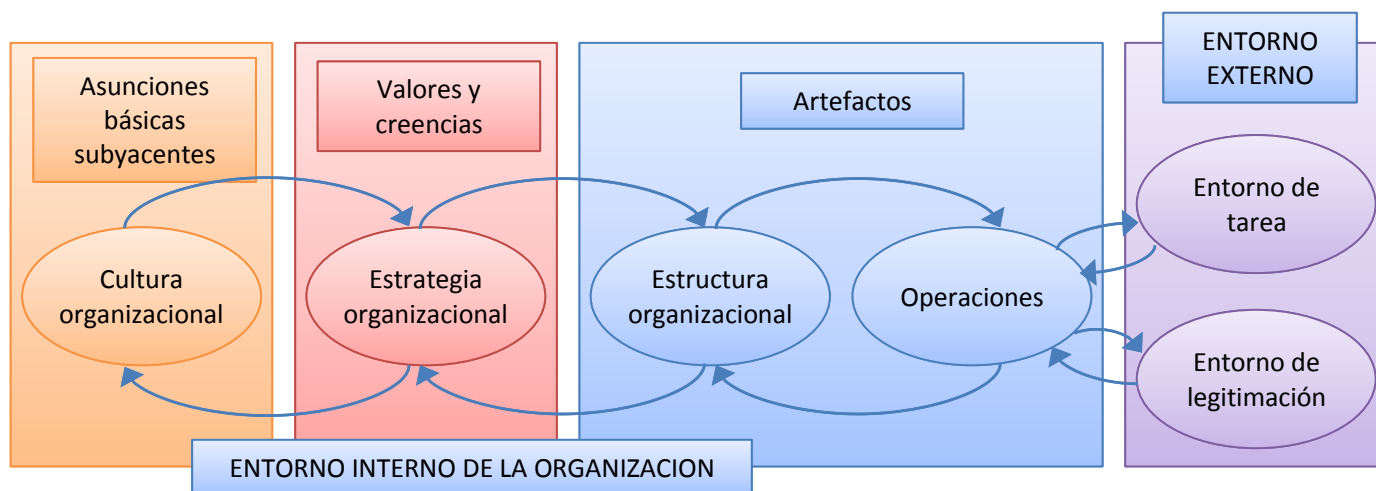 Asunciones
básicas
subyacentes
Cultura
organizacional
Valores y
creencias
Estrategia
organizacional
Artefactos
Estructura
organizacional
Operaciones
ENTORNO
EXTERNO
Entorno de
tarea
Entorno de
legitimación
ENTORNO INTERNO DE LA ORGANIZACION